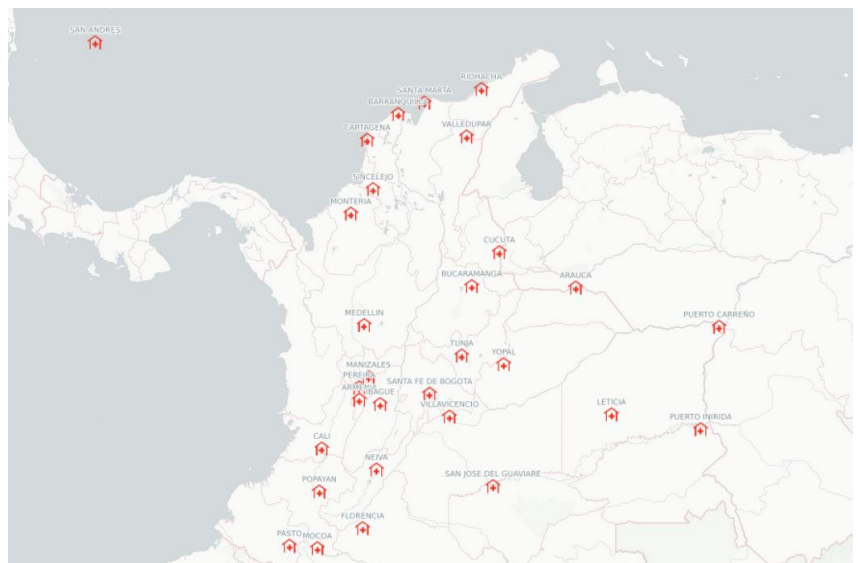 SAN ANDRES
RIOHACHA
SANTA MARTA
BARRANQUI
VALLEDUPAR
CARTAGENA
SINCELEJO
MONTERIA
CUCUTA
BUCARAMANGA
ARAUCA
MEDELLIN
PUERTO CARREÑO
TUNJA
YOPAL
MANIZALES
PEREIRA
SANTA FE DE BOGOTA
ARMENIA
IBAGUE
VILLAVICENCIO
LETICIA
PUERTO INIRIDA
CALI
NEIVA
SAN JOSE DEL GUAVIARE
POPAYAN
FLORENCIA
PASTO
MOCOA